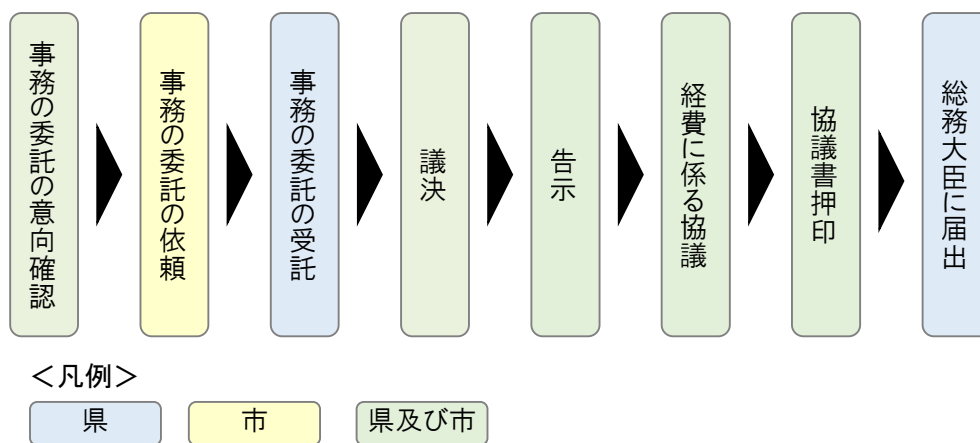 事務の委託の意向確認
事務の委託の依頼
事務の委託の受託
議決
告示
経費に係る協議
協議書押印
総務大臣に届出
＜凡例＞
県
市
県及び市